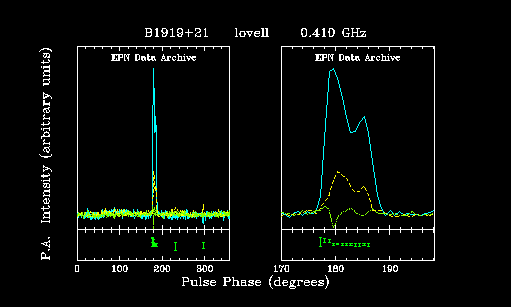 B1919+21 lovell 0.410 GHz
EPN Data Archive EPN Data Archive
Intensity (arbitrary units)
P.A.
0 100 200 300 170 180 190
Pulse Phase (degrees)